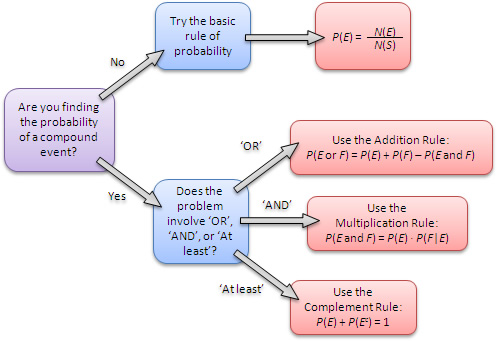 Try the basic
rule of
probability
P(E) = N(E)
N(S)
No
Are you finding
the probability
of a compound
event?
Yes
Does the
problem
involve ‘OR’,
‘AND’, or ‘At
least’?
‘OR’
Use the Addition Rule:
P(E or F) = P(E) + P(F) – P(E and F)
‘AND’
Use the
Multiplication Rule:
P(E and F) = P(E) · P(F | E)
‘At least’
Use the
Complement Rule:
P(E) + P(Eᶜ) = 1